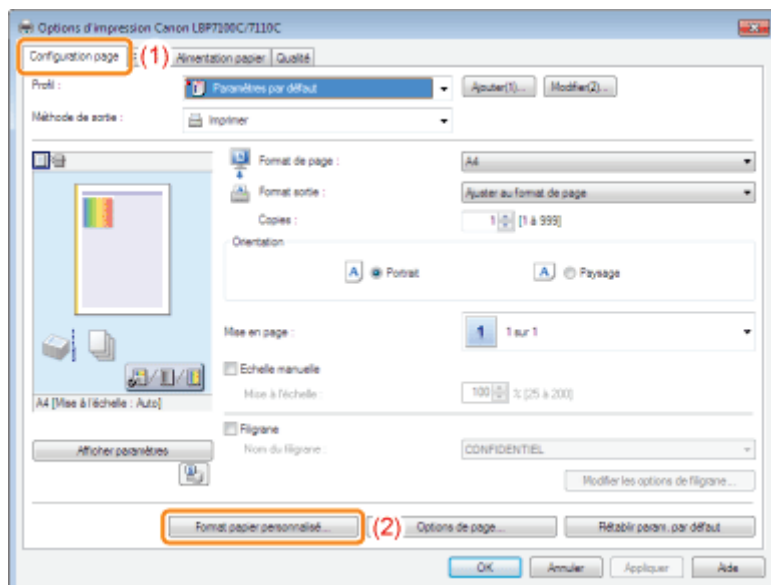 Options d'impression Canon LBP7100C/7110C
Configuration page (1) Alimentation papier Qualité
Profil : Paramètres par défaut Ajouter(1)... Modifier(2)...
Méthode de sortie : Imprimer
Format de page : A4
Format sortie : Ajuster au format de page
Copies : 1 [1 à 999]
Orientation
A Portrait A Paysage
Mise en page : 1 1 sur 1
Echelle manuelle
Mise à l'échelle : 100 % [25 à 200]
A4 [Mise à l'échelle : Auto]
Filigrane
Afficher paramètres Nom du filigrane : CONFIDENTIEL
Modifier les options de filigrane...
Format papier personnalisé... (2) Options de page... Rétablir param. par défaut
OK Annuler Appliquer Aide